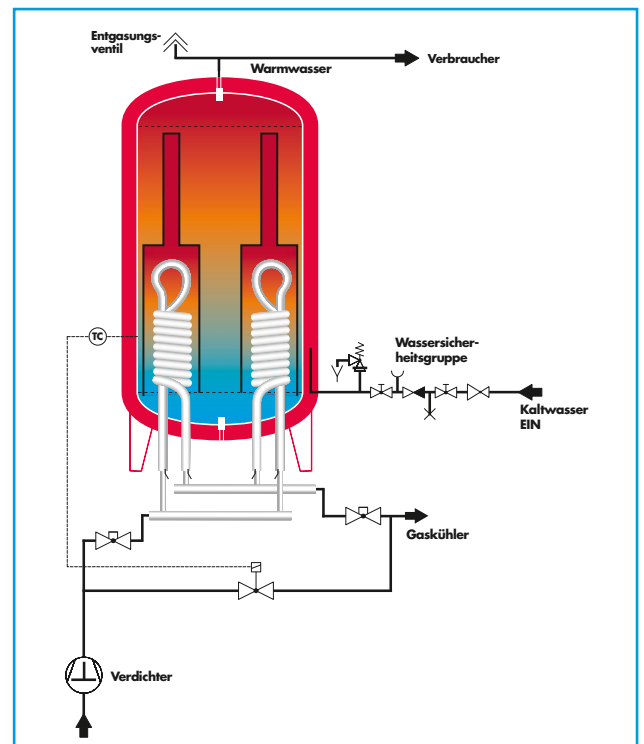 Entgasungs-
ventil
Verbraucher
Warmwasser
TC
Wassersicher-
heitsgruppe
Kaltwasser
EIN
Gaskühler
Verdichter